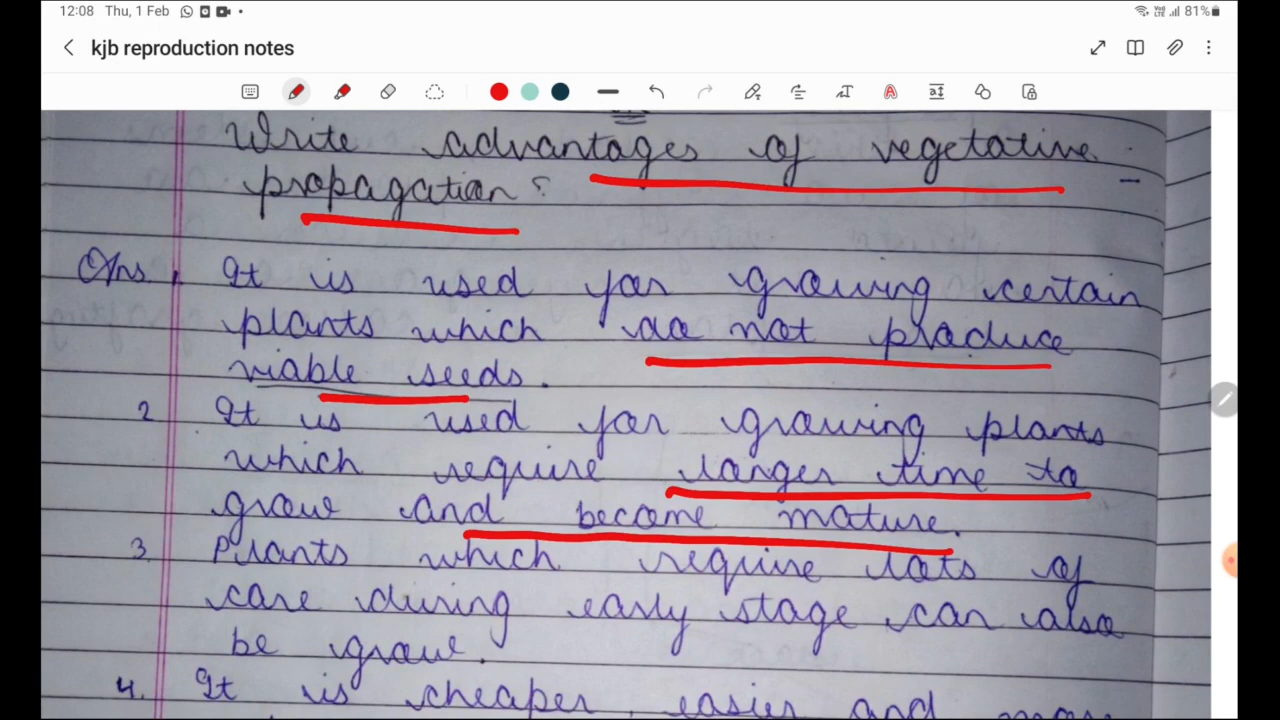 12:08 Thu, 1 Feb
81%
kjb reproduction notes
Write advantages of vegetative
propagation?
Ans. It is used for growing certain
plants which do not produce
viable seeds.
2 It is used for growing plants
which require longer time to
grow and become mature.
3. Plants which require lots of
care during early stage can also
be grow.
4. It is cheaper, easier and more